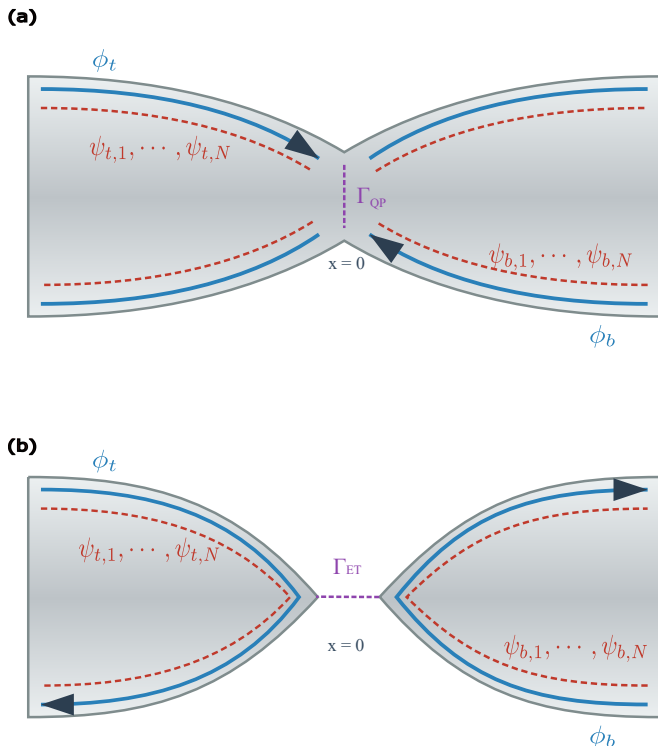 (a)
ϕ_t
ψ_{t,1}, ⋯ , ψ_{t,N}
Γ_QP
ψ_{b,1}, ⋯ , ψ_{b,N}
x = 0
ϕ_b
(b)
ϕ_t
ψ_{t,1}, ⋯ , ψ_{t,N}
Γ_ET
x = 0
ψ_{b,1}, ⋯ , ψ_{b,N}
ϕ_b